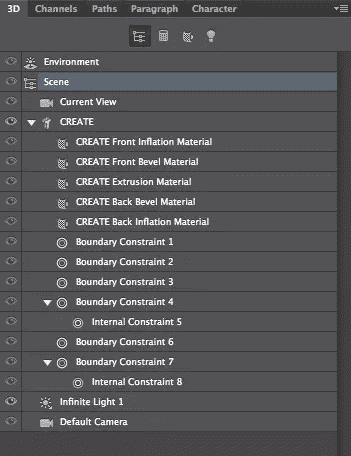 3D Channels Paths Paragraph Character
Environment
Scene
Current View
CREATE
CREATE Front Inflation Material
CREATE Front Bevel Material
CREATE Extrusion Material
CREATE Back Bevel Material
CREATE Back Inflation Material
Boundary Constraint 1
Boundary Constraint 2
Boundary Constraint 3
Boundary Constraint 4
Internal Constraint 5
Boundary Constraint 6
Boundary Constraint 7
Internal Constraint 8
Infinite Light 1
Default Camera